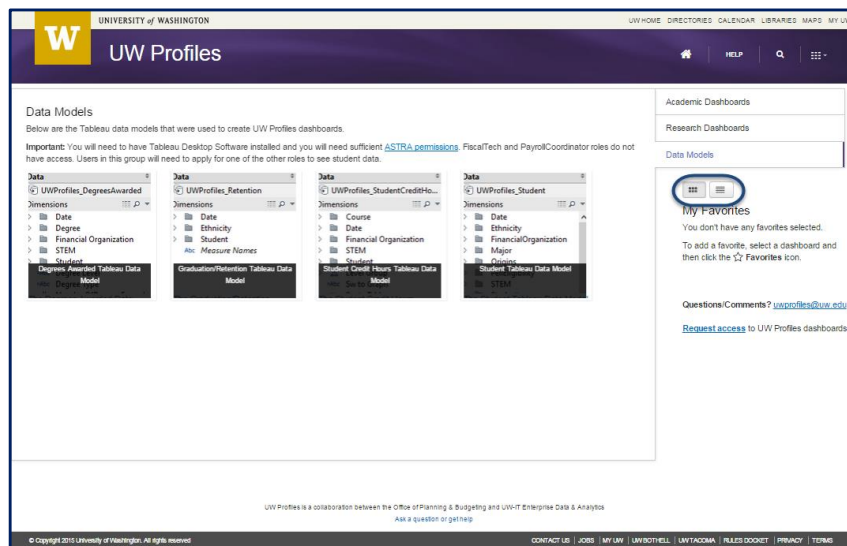 UNIVERSITY of WASHINGTON
UW HOME DIRECTORIES CALENDAR LIBRARIES MAPS MY UW
W
UW Profiles
HELP
Data Models
Below are the Tableau data models that were used to create UW Profiles dashboards.
Important: You will need to have Tableau Desktop Software installed and you will need sufficient ASTRA permissions. FiscalTech and PayrollCoordinator roles do not
have access. Users in this group will need to apply for one of the other roles to see student data.
Data
UWProfiles_DegreesAwarded
Dimensions
Date
Degree
Financial Organization
STEM
Student
Degrees Awarded Tableau Data
Model
Data
UWProfiles_Retention
Dimensions
Date
Ethnicity
Student
Abc Measure Names
Graduation/Retention Tableau Data
Model
Data
UWProfiles_StudentCreditHo...
Dimensions
Course
Date
Financial Organization
STEM
Student
Student Credit Hours Tableau Data
Model
Data
UWProfiles_Student
Dimensions
Date
Ethnicity
FinancialOrganization
Major
Origins
Student Tableau Data Model
STEM
Academic Dashboards
Research Dashboards
Data Models
My Favorites
You don't have any favorites selected.
To add a favorite, select a dashboard and
then click the Favorites icon.
Questions/Comments? uwprofiles@uw.edu
Request access to UW Profiles dashboards
UW Profiles is a collaboration between the Office of Planning & Budgeting and UW-IT Enterprise Data & Analytics
Ask a question or get help
© Copyright 2015 University of Washington. All rights reserved
CONTACT US | JOBS | MY UW | UW BOTHELL | UW TACOMA | RULES DOCKET | PRIVACY | TERMS